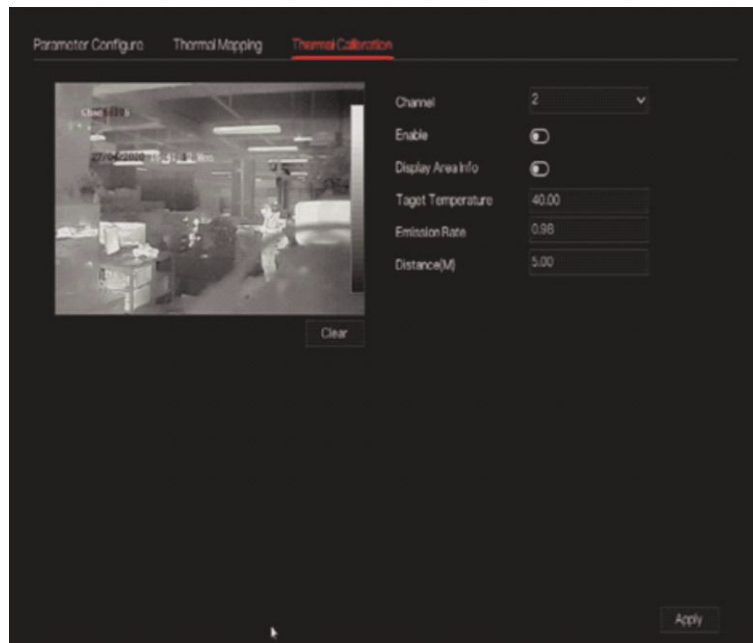 Parameter Configure Thermal Mapping Thermal Calibration
Channel 2
Enable
Display Area Info
Taget Temperature 40.00
Emission Rate 0.98
Distance(M) 5.00
Clear
Apply